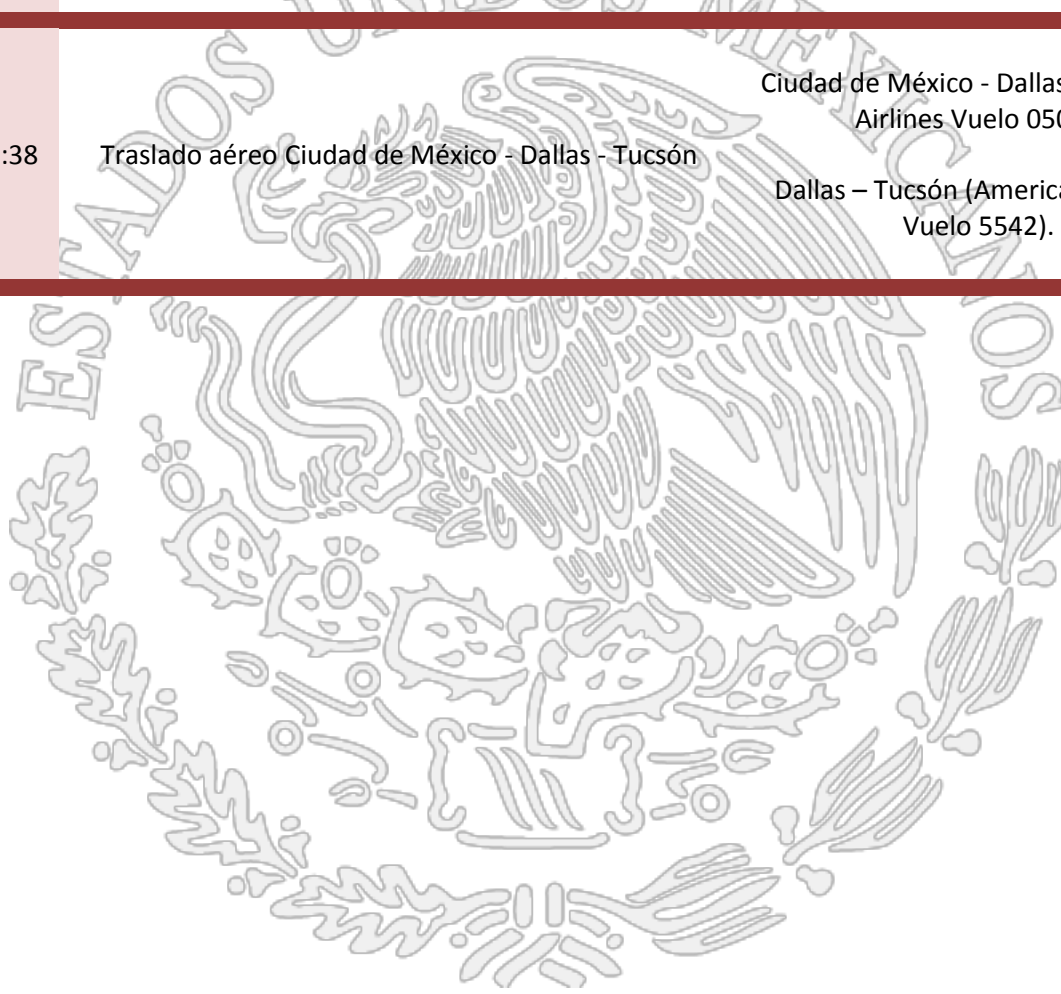 UNIDOS MEXICANOS
ESTADOS
Ciudad de México - Dallas
Airlines Vuelo 050
:38 Traslado aéreo Ciudad de México - Dallas - Tucsón
Dallas – Tucsón (America
Vuelo 5542).